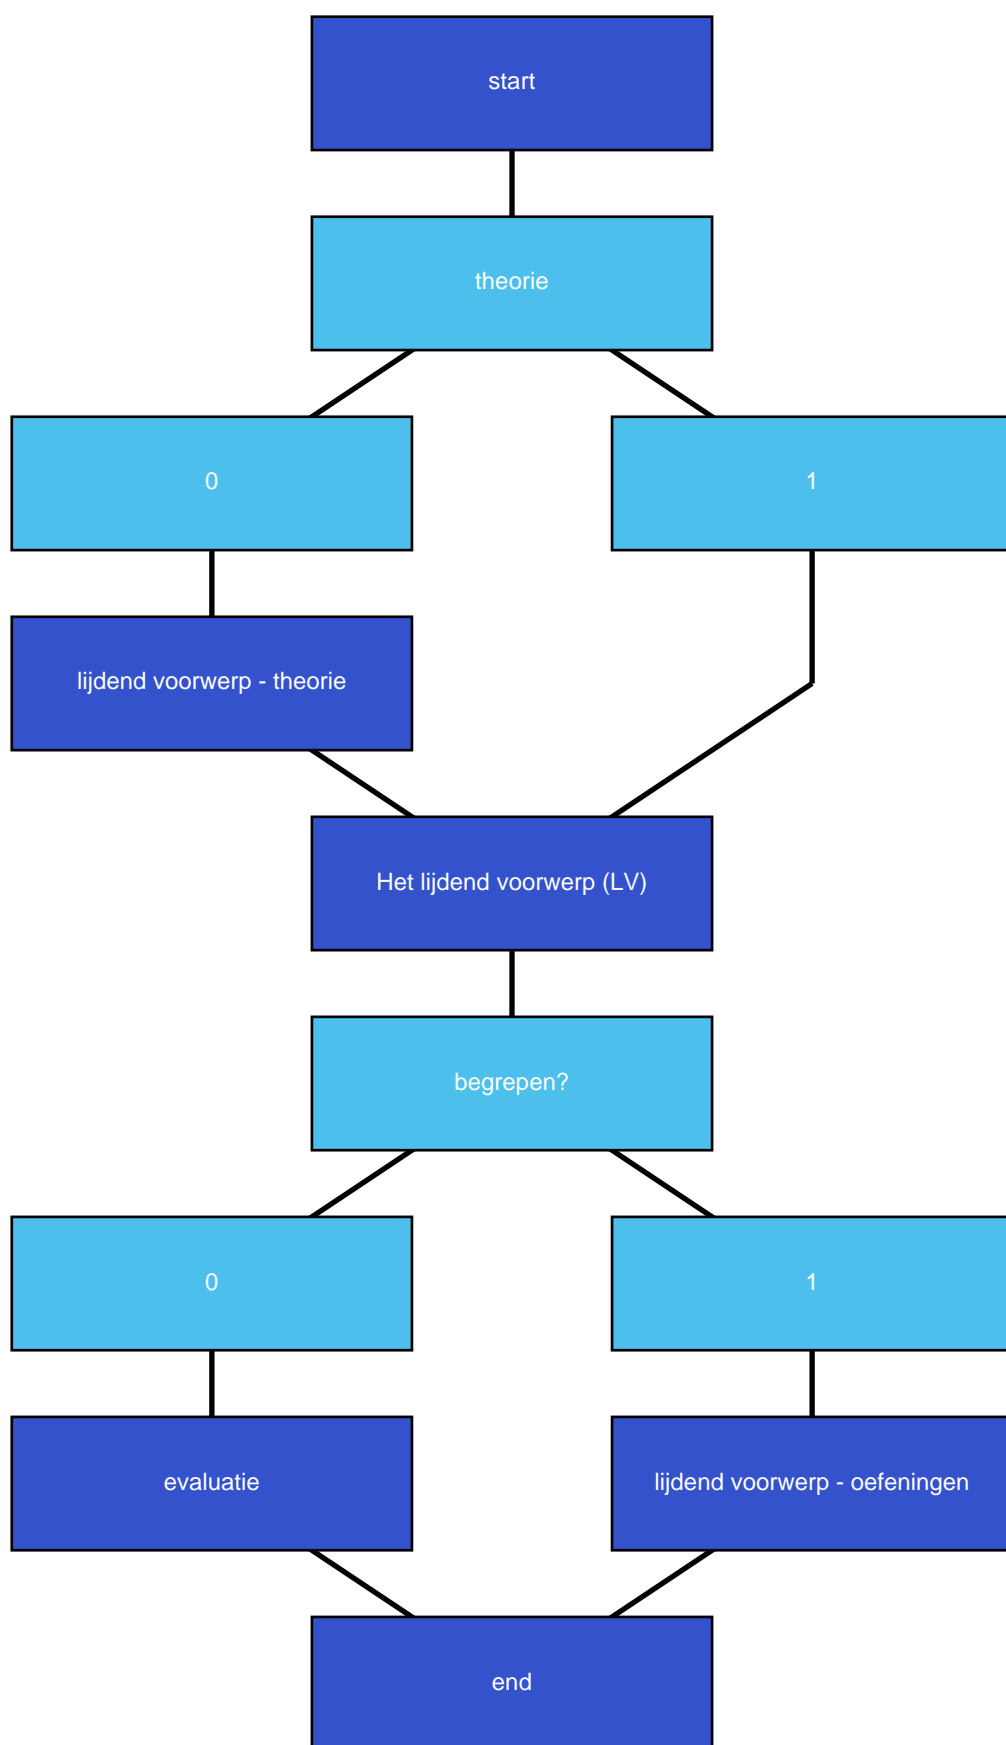 start
theorie
0
1
lijdend voorwerp - theorie
Het lijdend voorwerp (LV)
begrepen?
0
1
evaluatie
lijdend voorwerp - oefeningen
end